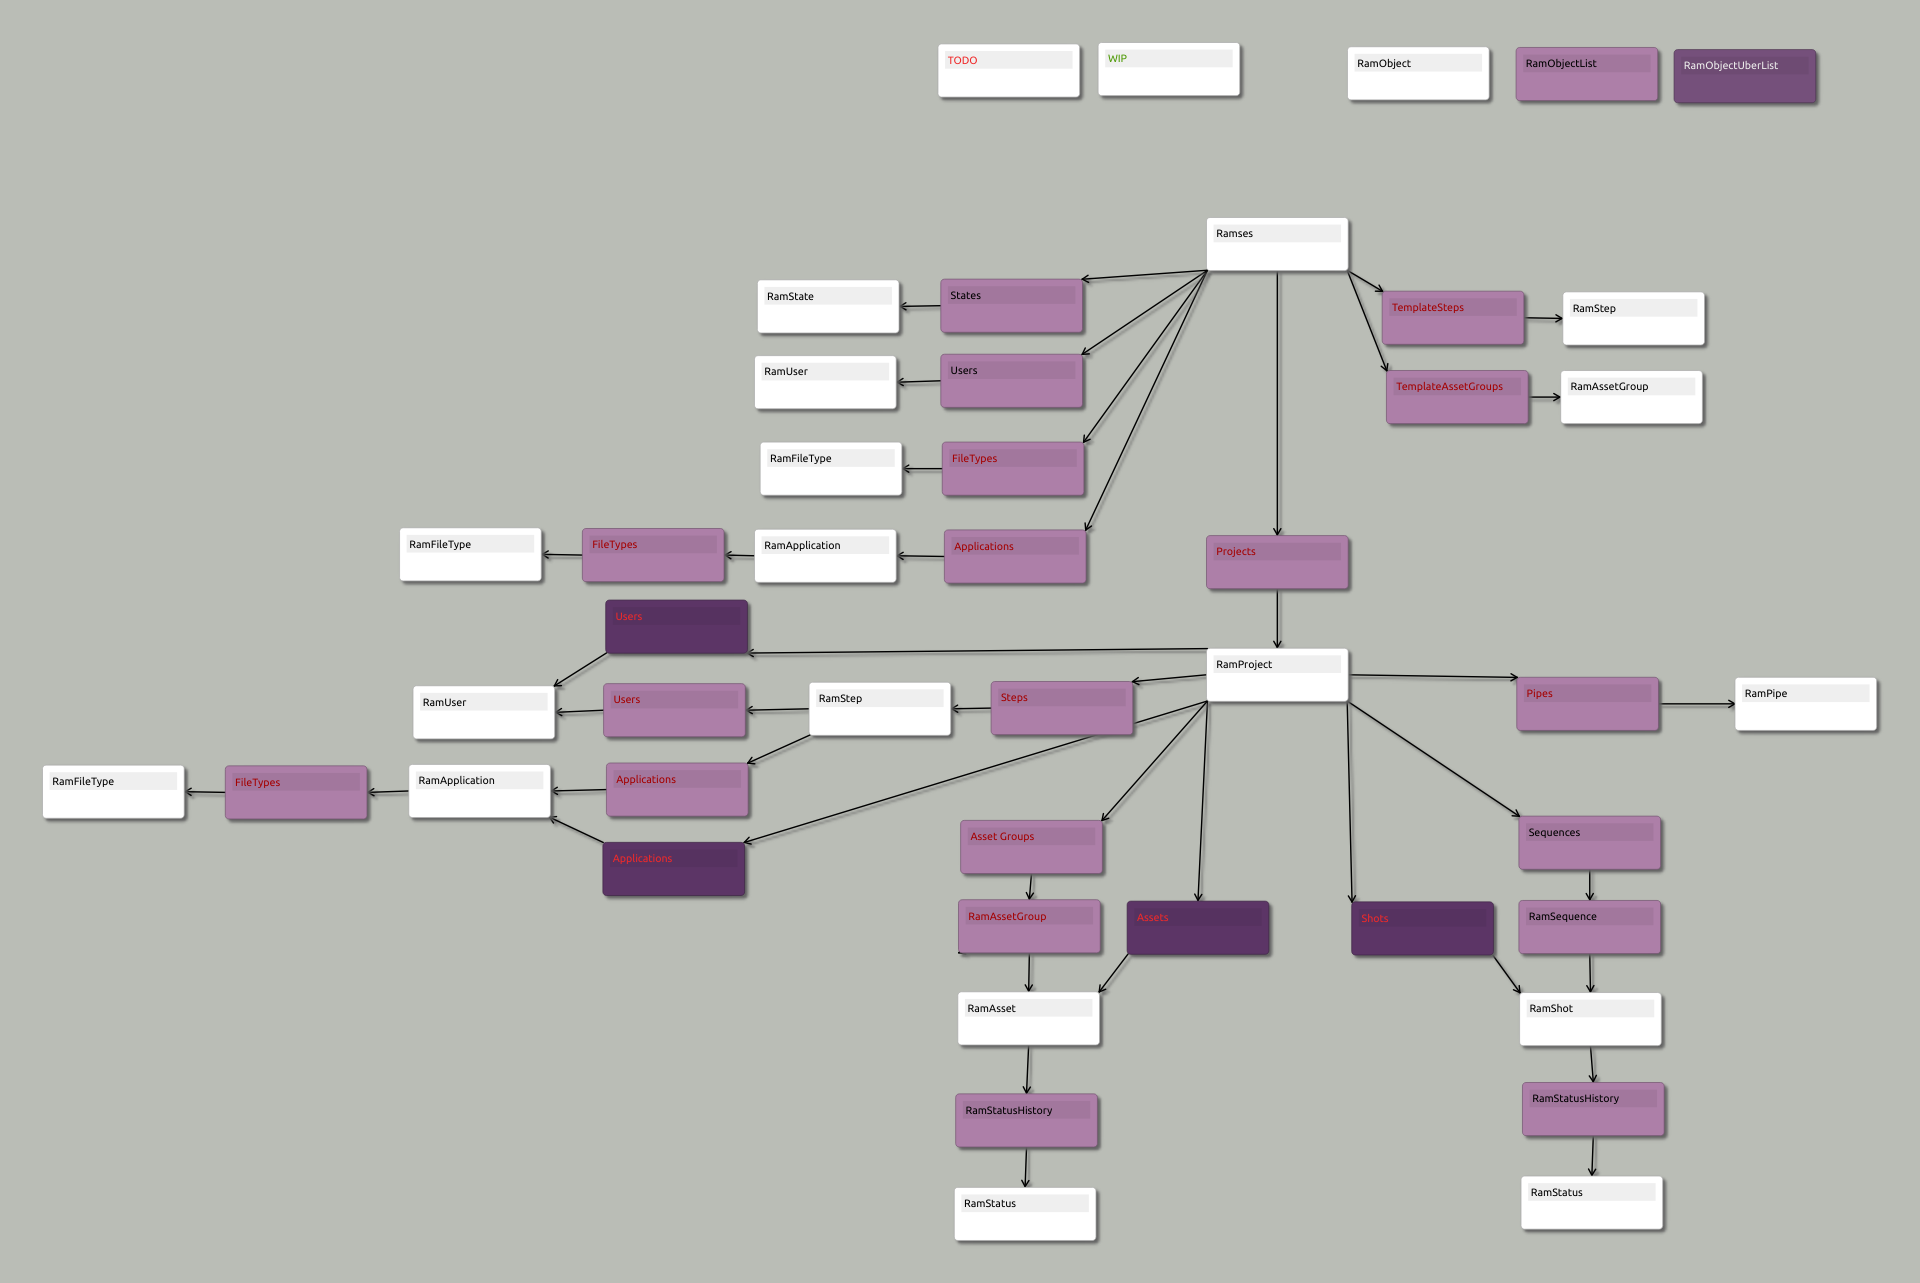 TODO
WIP
RamObject
RamObjectList
RamObjectUberList
Ramses
RamState
States
TemplateSteps
RamStep
RamUser
Users
TemplateAssetGroups
RamAssetGroup
RamFileType
FileTypes
RamFileType
FileTypes
RamApplication
Applications
Projects
Users
RamProject
RamUser
Users
RamStep
Steps
Pipes
RamPipe
RamFileType
FileTypes
RamApplication
Applications
Applications
Asset Groups
Sequences
RamAssetGroup
Assets
Shots
RamSequence
RamAsset
RamShot
RamStatusHistory
RamStatusHistory
RamStatus
RamStatus